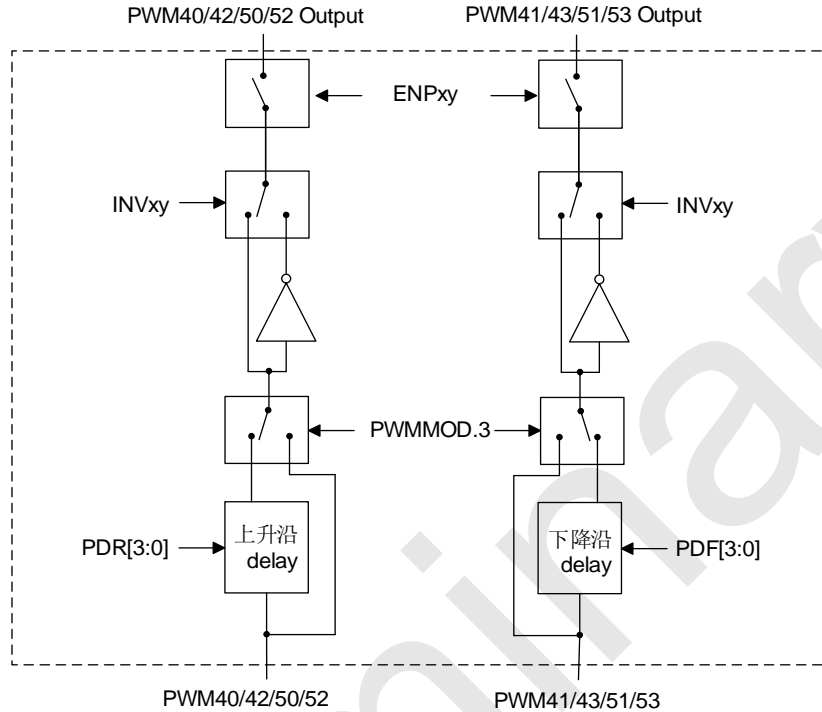 PWM40/42/50/52 Output
PWM41/43/51/53 Output
ENPxy
INVxy
INVxy
PWMMOD.3
PDR[3:0]
上升沿
delay
下降沿
delay
PDF[3:0]
PWM40/42/50/52
PWM41/43/51/53